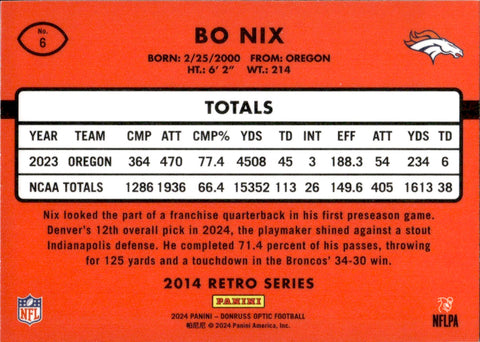 No.
6
BO NIX
BORN: 2/25/2000 FROM: OREGON
HT.: 6' 2" WT.: 214
TOTALS
YEAR TEAM CMP ATT CMP% YDS TD INT EFF ATT YDS TD
2023 OREGON 364 470 77.4 4508 45 3 188.3 54 234 6
NCAA TOTALS 1286 1936 66.4 15352 113 26 149.6 405 1613 38
Nix looked the part of a franchise quarterback in his first preseason game.
Denver's 12th overall pick in 2024, the playmaker shined against a stout
Indianapolis defense. He completed 71.4 percent of his passes, throwing
for 125 yards and a touchdown in the Broncos' 34-30 win.
2014 RETRO SERIES
PANINI
2024 PANINI - DONRUSS OPTIC FOOTBALL
帕尼尼 © 2024 Panini America, Inc.
NFL
NFLPA